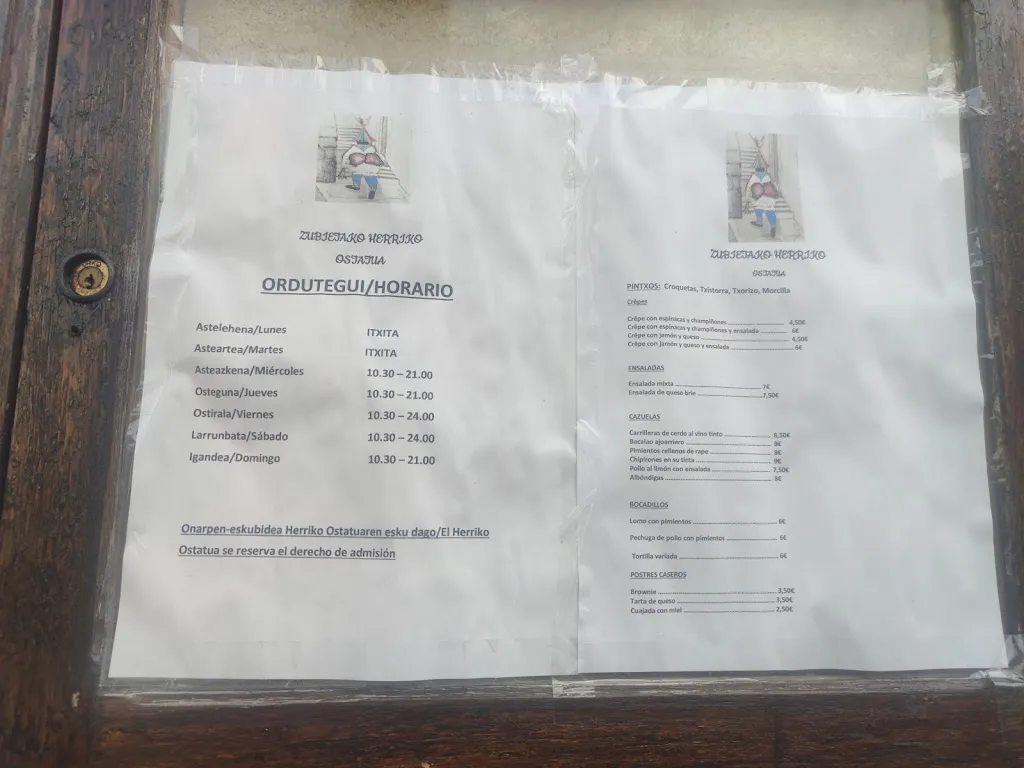 ZUBIETAKO HERRIKO
OSTATUA
ORDUTEGUI/HORARIO
Astelehena/Lunes ITXITA
Asteartea/Martes ITXITA
Asteazkena/Miércoles 10.30 – 21.00
Osteguna/Jueves 10.30 – 21.00
Ostirala/Viernes 10.30 – 24.00
Larrunbata/Sábado 10.30 – 24.00
Igandea/Domingo 10.30 – 21.00
Onarpen-eskubidea Herriko Ostatuaren esku dago/El Herriko
Ostatua se reserva el derecho de admisión
ZUBIETAKO HERRIKO
OSTATUA
PINTXOS: Croquetas, Txistorra, Txorizo, Morcilla
Crêpes
Crêpe con espinacas y champiñones 4,50€
Crêpe con espinacas y champiñones y ensalada 6€
Crêpe con jamón y queso 4,50€
Crêpe con jamón y queso y ensalada 6€
ENSALADAS
Ensalada mixta 7€
Ensalada de queso brie 7,50€
CAZUELAS
Carrilleras de cerdo al vino tinto 8,50€
Bacalao ajoarriero
Pimientos rellenos de rape
Chipirones en su tinta
Pollo al limón con ensalada 7,50€
Albóndigas
BOCADILLOS
Lomo con pimientos 6€
Pechuga de pollo con pimientos 6€
Tortilla variada 6€
POSTRES CASEROS
Brownie 3,50€
Tarta de queso 3,50€
Cuajada con miel 2,50€